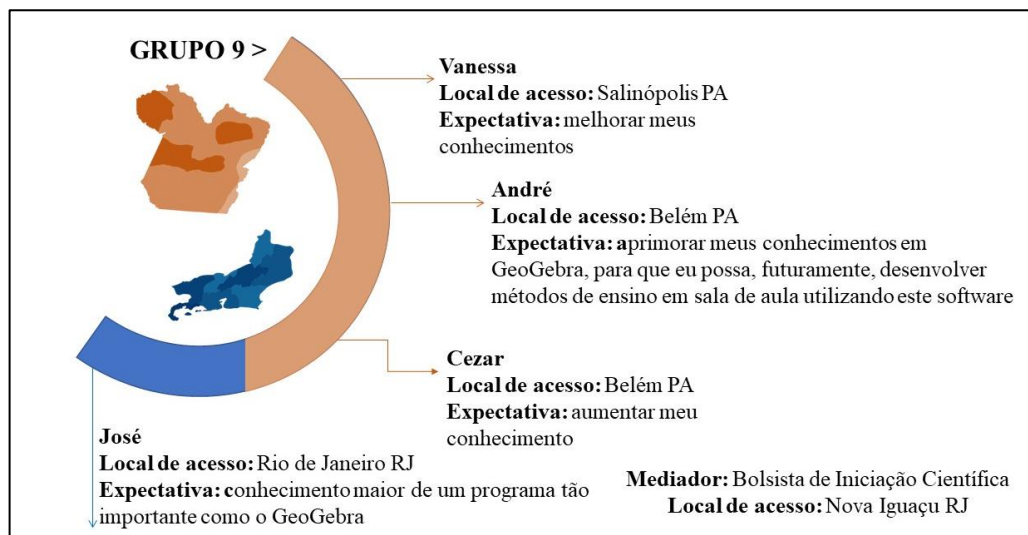 GRUPO 9 >
Vanessa
Local de acesso: Salinópolis PA
Expectativa: melhorar meus
conhecimentos
André
Local de acesso: Belém PA
Expectativa: aprimorar meus conhecimentos em
GeoGebra, para que eu possa, futuramente, desenvolver
métodos de ensino em sala de aula utilizando este software
Cezar
Local de acesso: Belém PA
Expectativa: aumentar meu
conhecimento
José
Local de acesso: Rio de Janeiro RJ
Expectativa: conhecimento maior de um programa tão
importante como o GeoGebra
Mediador: Bolsista de Iniciação Científica
Local de acesso: Nova Iguaçu RJ